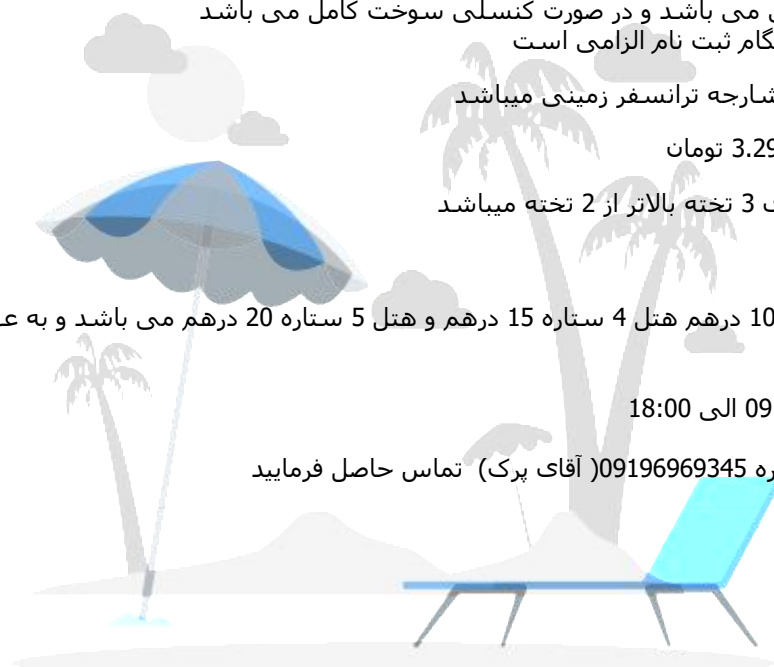 می باشد و در صورت کنسلی سوخت کامل می باشد
ثبت نام الزامی است
شارجه ترانسفر زمینی میباشد
3.29 تومان
3 تخته بالاتر از 2 تخته میباشد
10 درهم هتل 4 ستاره 15 درهم و هتل 5 ستاره 20 درهم می باشد و به
09 الی 18:00
09196969345( آقای پرک) تماس حاصل فرمایید